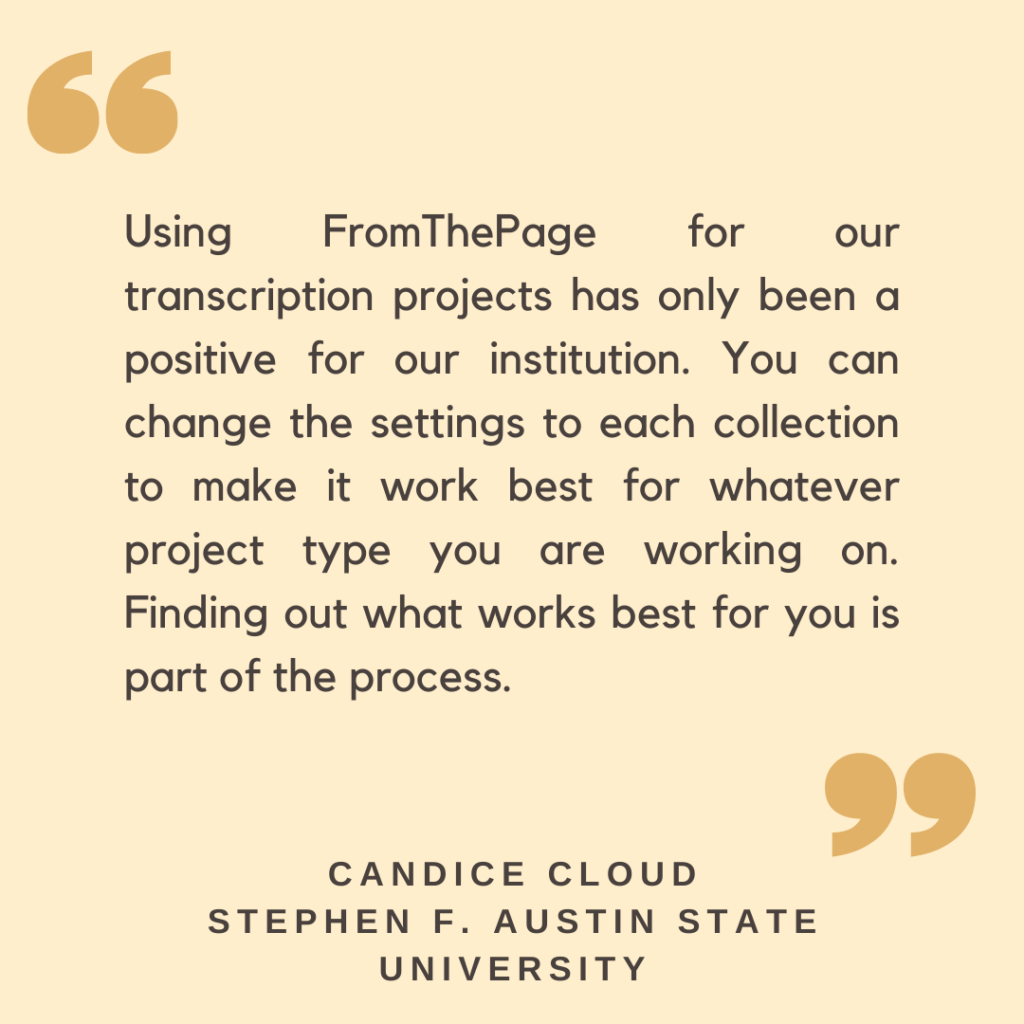 “
Using FromThePage for our
transcription projects has only been a
positive for our institution. You can
change the settings to each collection
to make it work best for whatever
project type you are working on.
Finding out what works best for you is
part of the process.
”
CANDICE CLOUD
STEPHEN F. AUSTIN STATE
UNIVERSITY